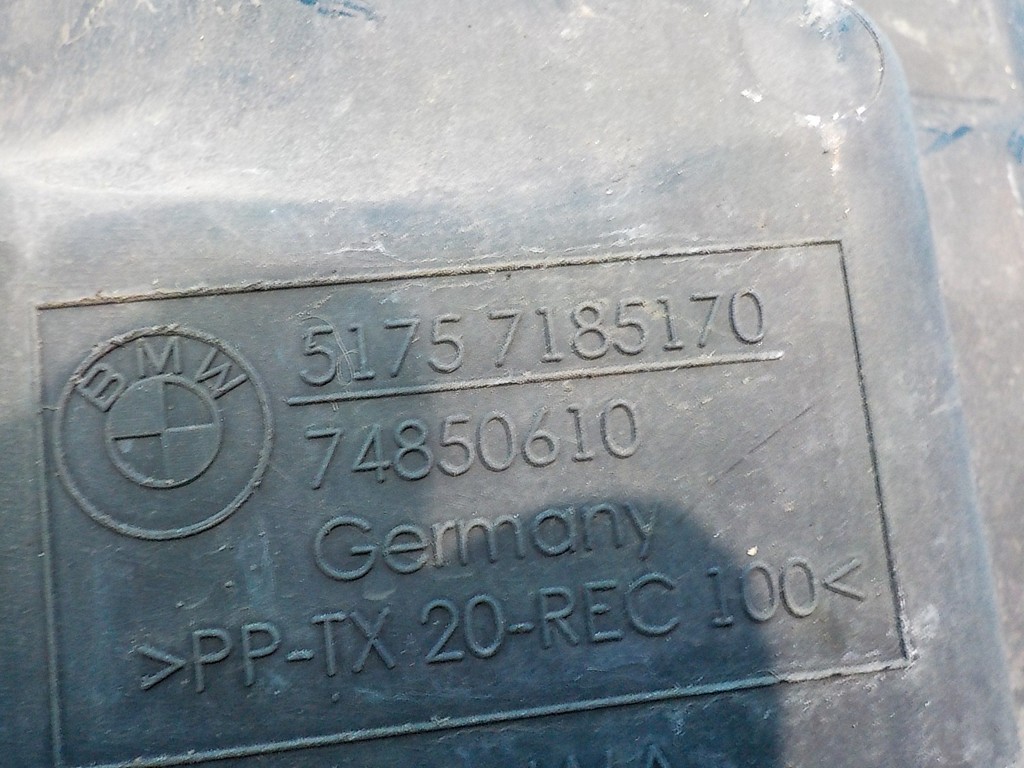 BMW
5175 7185170
74850610
Germany
>PP-TX 20-REC 100<